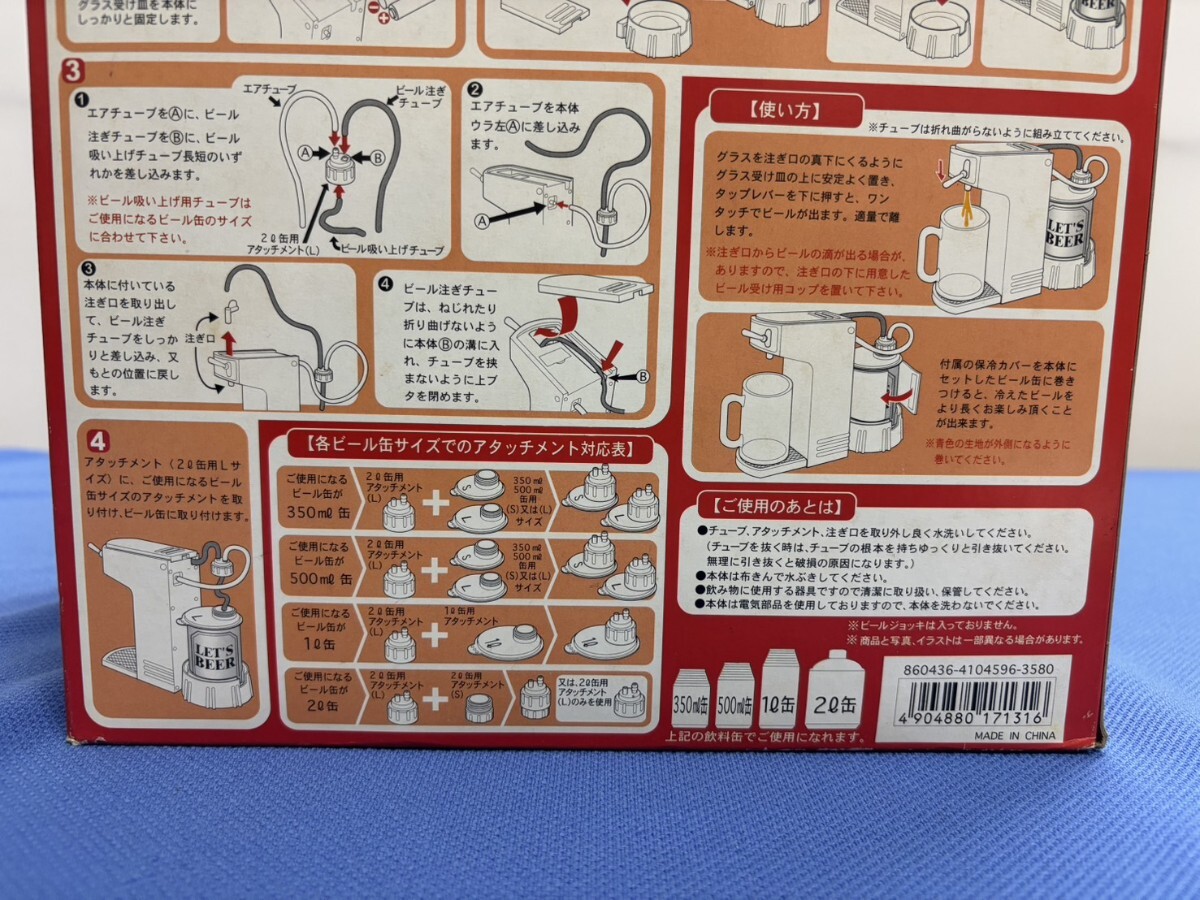 グラス受け皿を本体に
しっかりと固定します。
BEER
3
❶
エアチューブをⒶに、ビール
注ぎチューブをⒷに、ビール
吸い上げチューブ長短のいず
れかを差し込みます。
※ビール吸い上げ用チューブは
ご使用になるビール缶のサイズ
に合わせて下さい。
エアチューブ
ビール注ぎ
チューブ
Ⓐ
Ⓑ
2ℓ缶用
アタッチメント(L)
ビール吸い上げチューブ
❷
エアチューブを本体
ウラ左Ⓐに差し込み
ます。
Ⓐ
❸
本体に付いている
注ぎ口を取り出し
て、ビール注ぎ
チューブをしっか
りと差し込み、又
もとの位置に戻し
ます。
注ぎ口
❹
ビール注ぎチュー
ブは、ねじれたり
折り曲げないよう
に本体Ⓑの溝に入
れ、チューブを挟
まないように上ブ
タを閉めます。
Ⓑ
4
アタッチメント(2ℓ缶用Lサ
イズ)に、ご使用になるビール
缶サイズのアタッチメントを取
り付け、ビール缶に取り付けます。
LET'S
BEER
【各ビール缶サイズでのアタッチメント対応表】
ご使用になる
ビール缶が
350㎖缶
2ℓ缶用
アタッチメント
(L)
+
S
L
350㎖
500㎖
缶用
(S)又は(L)
サイズ
S
L
ご使用になる
ビール缶が
500㎖缶
2ℓ缶用
アタッチメント
(L)
+
S
L
350㎖
500㎖
缶用
(S)又は(L)
サイズ
S
L
ご使用になる
ビール缶が
1ℓ缶
2ℓ缶用
アタッチメント
(L)
+
1ℓ缶用
アタッチメント
1ℓ
1ℓ
ご使用になる
ビール缶が
2ℓ缶
2ℓ缶用
アタッチメント
(L)
+
2ℓ缶用
アタッチメント
(S)
又は、2ℓ缶用
アタッチメント
(L)のみを使用
【使い方】
※チューブは折れ曲がらないように組み立ててください。
グラスを注ぎ口の真下にくるように
グラス受け皿の上に安定よく置き、
タップレバーを下に押すと、ワン
タッチでビールが出ます。適量で離
します。
※注ぎ口からビールの滴が出る場合が、
ありますので、注ぎ口の下に用意した
ビール受け用コップを置いて下さい。
LET'S
BEER
付属の保冷カバーを本体に
セットしたビール缶に巻き
つけると、冷えたビールを
より長くお楽しみ頂くこと
が出来ます。
※青色の生地が外側になるように
巻いてください。
【ご使用のあとは】
●チューブ、アタッチメント、注ぎ口を取り外し良く水洗いしてください。
(チューブを抜く時は、チューブの根本を持ちゆっくりと引き抜いてください。
無理に引き抜くと破損の原因になります。)
●本体は布きんで水ぶきしてください。
●飲み物に使用する器具ですので清潔に取り扱い、保管してください。
●本体は電気部品を使用しておりますので、本体を洗わないでください。
※ビールジョッキは入っておりません。
※商品と写真、イラストは一部異なる場合があります。
350㎖缶
500㎖缶
1ℓ缶
2ℓ缶
上記の飲料缶でご使用になれます。
860436-4104596-3580
4 904880 171316
MADE IN CHINA